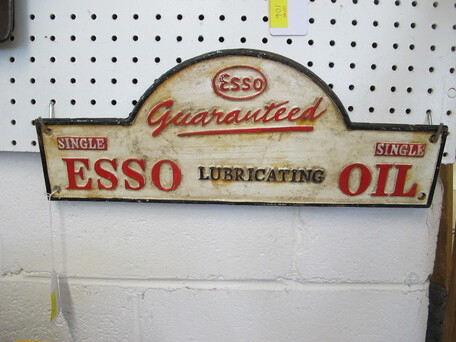 ESSO
Guaranteed
SINGLE SINGLE
ESSO LUBRICATING OIL